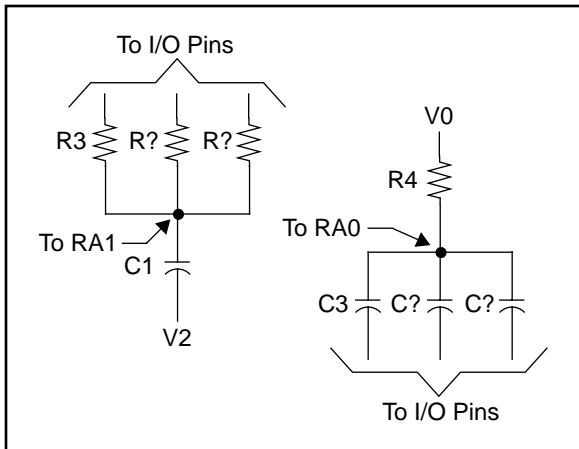 To I/O Pins
R3 R? R?
To RA1
C1
V2
V0
R4
To RA0
C3 C? C?
To I/O Pins